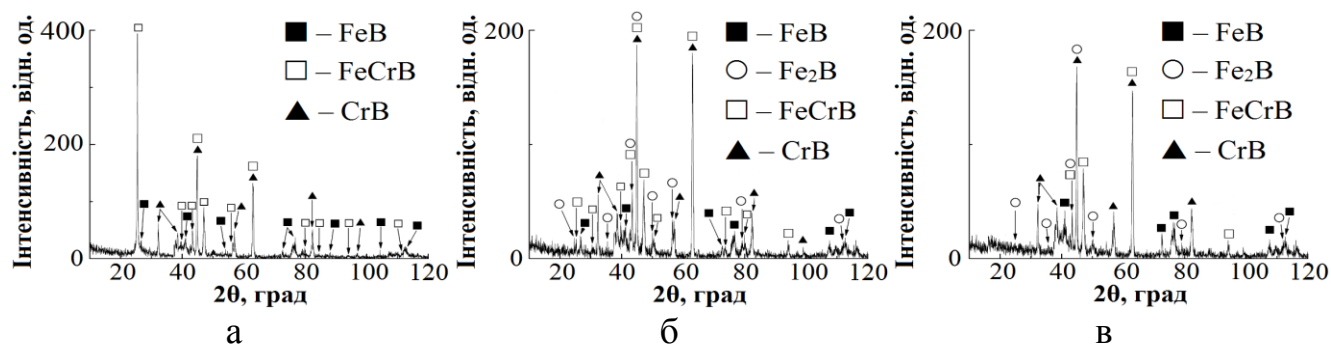 Інтенсивність, відн. од.
400
200
0
20 40 60 80 100 120
2θ, град
– FeB
– FeCrB
– CrB
а
Інтенсивність, відн. од.
200
0
20 40 60 80 100 120
2θ, град
– FeB
– Fe₂B
– FeCrB
– CrB
б
Інтенсивність, відн. од.
200
0
20 40 60 80 100 120
2θ, град
– FeB
– Fe₂B
– FeCrB
– CrB
в